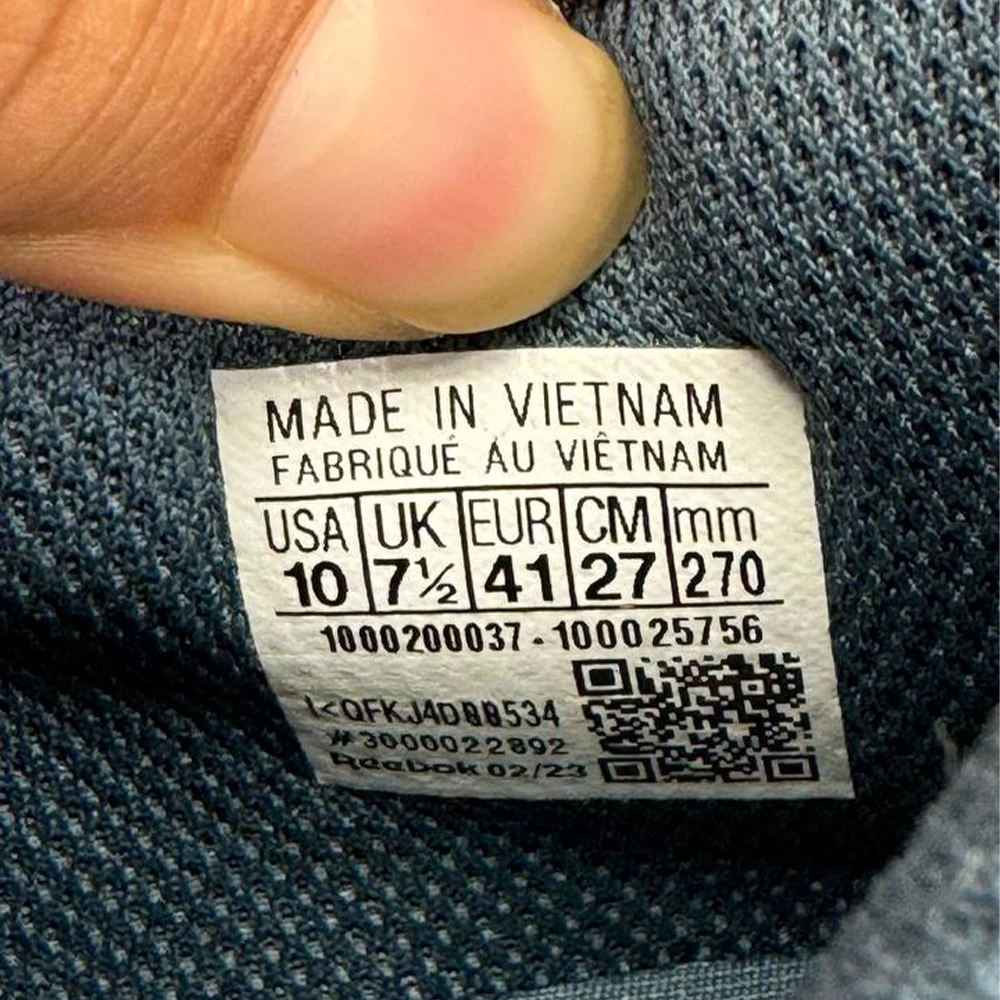 MADE IN VIETNAM
FABRIQUÉ AU VIÊTNAM
USA UK EUR CM mm
10 7½ 41 27 270
1000200037-100025756
#3000022892
Reebok 02/23